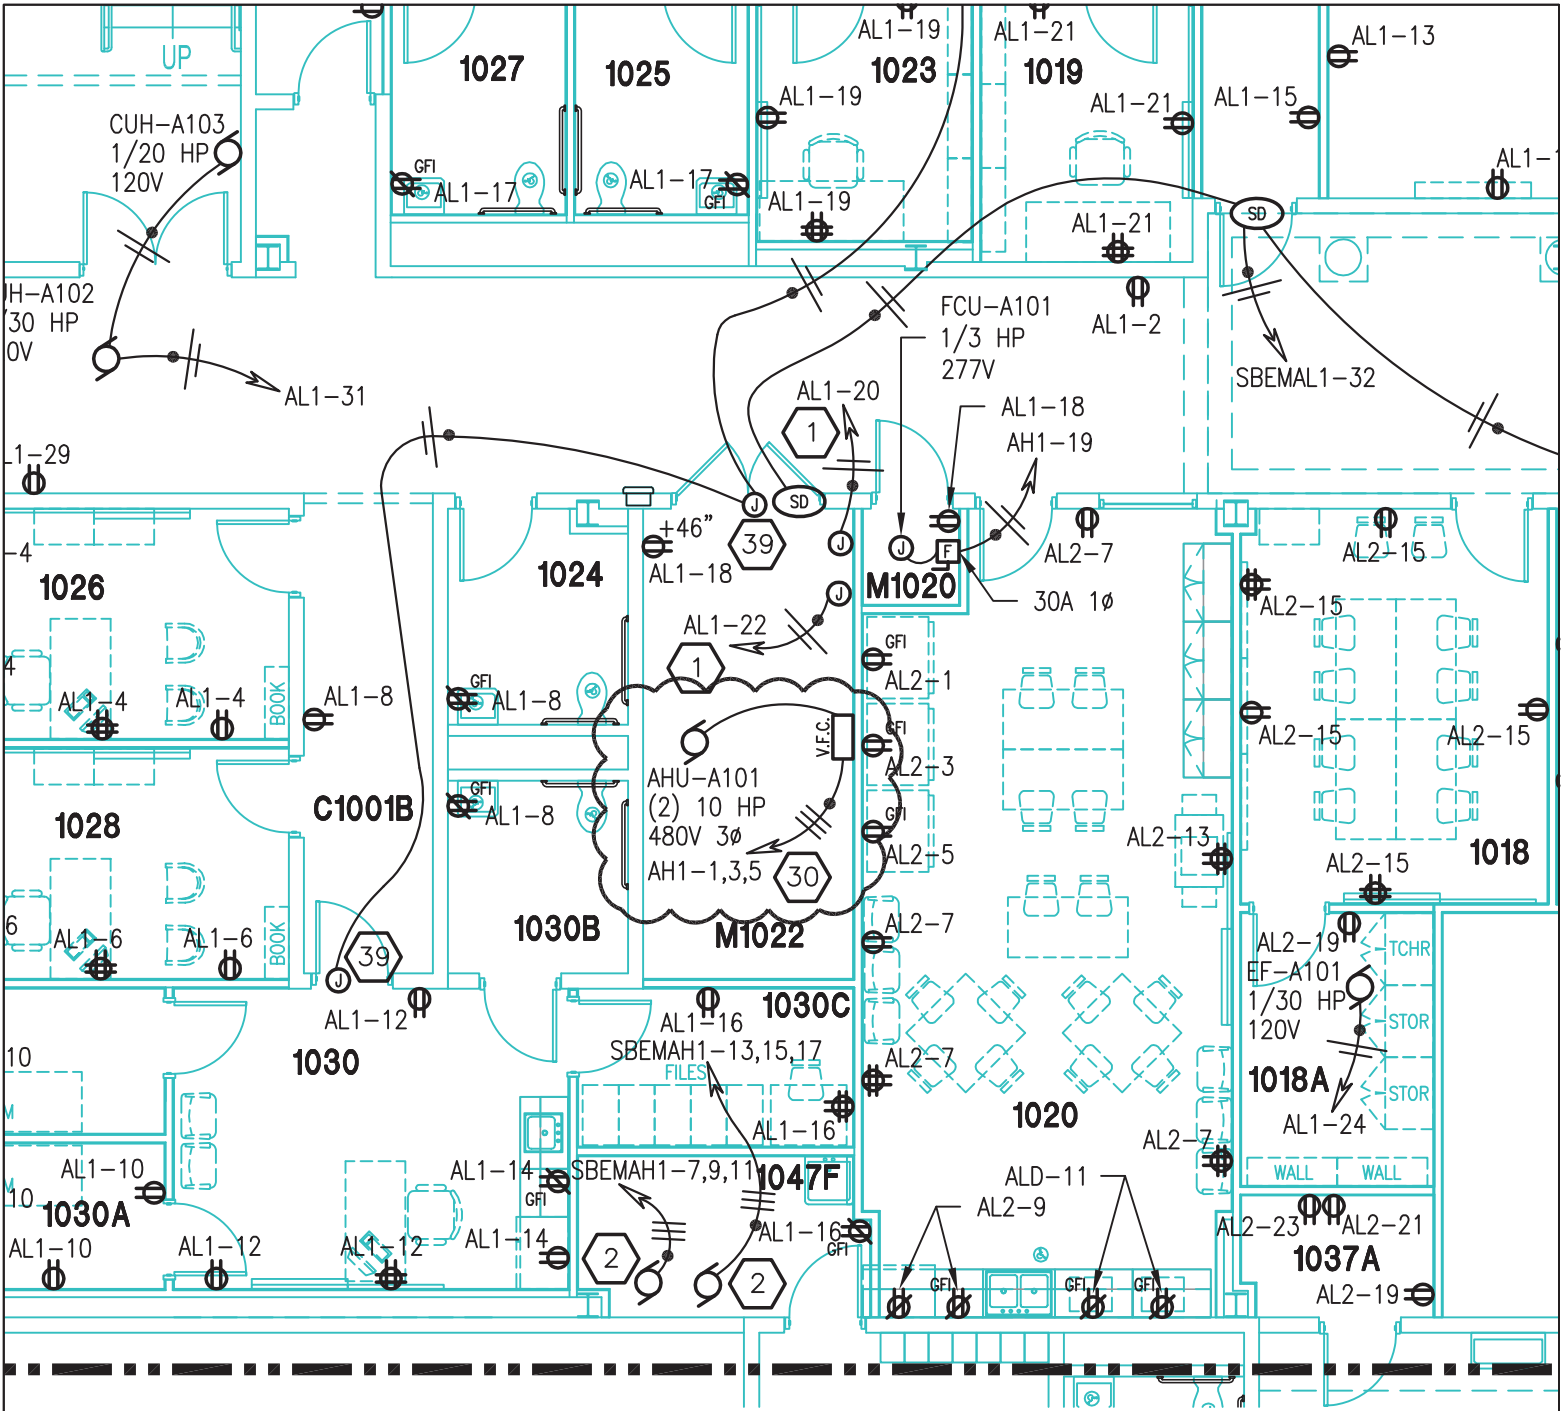 AL1-19
AL1-21
AL1-13
UP
1027
1025
1023
1019
AL1-19
AL1-21
AL1-15
CUH-A103
1/20 HP
120V
GFI
AL1-17
AL1-17
GFI
AL1-19
AL1-21
SD
H-A102
/30 HP
0V
FCU-A101
1/3 HP
277V
AL1-2
AL1-31
AL1-20
SBEMAL1-32
1
AL1-18
AH1-19
L1-29
J
SD
+46"
39
J
J
F
AL1-18
AL2-7
AL2-15
-4
1026
1024
M1020
30A 1ø
AL2-15
J
AL1-22
1
GFI
AL2-1
4
AL1-4
AL1-4
BOOK
AL1-8
GFI
AL1-8
V.F.C.
GFI
AL2-3
AL2-15
AL2-15
AHU-A101
(2) 10 HP
480V 3ø
AH1-1,3,5
30
1028
C1001B
GFI
AL1-8
GFI
AL2-5
AL2-13
AL2-15
1018
6
AL1-6
AL1-6
BOOK
39
J
1030B
M1022
AL2-7
AL2-19
TCHR
EF-A101
1/30 HP
120V
STOR
AL1-12
1030C
AL1-16
SBEMAH1-13,15,17
FILES
10
1030
AL2-7
1018A
STOR
M
AL1-16
1020
AL1-24
AL2-7
AL1-10
AL1-14
GFI
SBEMAH1-7,9,11
1047F
ALD-11
WALL
WALL
10
1030A
AL2-9
AL2-23
AL2-21
AL1-10
AL1-12
AL1-12
AL1-14
2
2
AL1-16
GFI
1037A
GFI
GFI
GFI
AL2-19